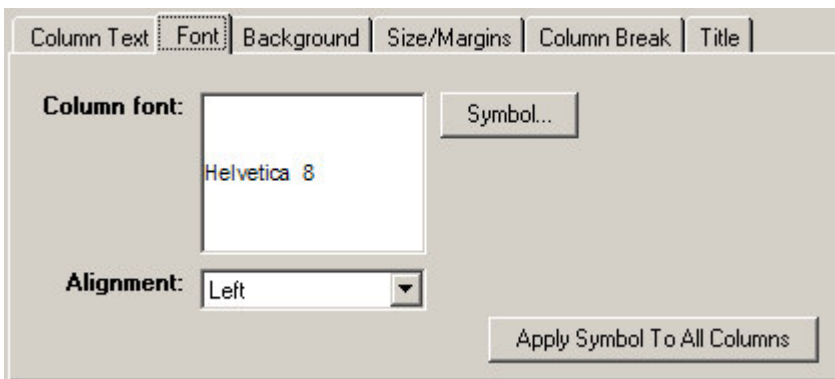 Column Text Font Background Size/Margins Column Break Title
Column font: Helvetica 8 Symbol...
Alignment: Left
Apply Symbol To All Columns